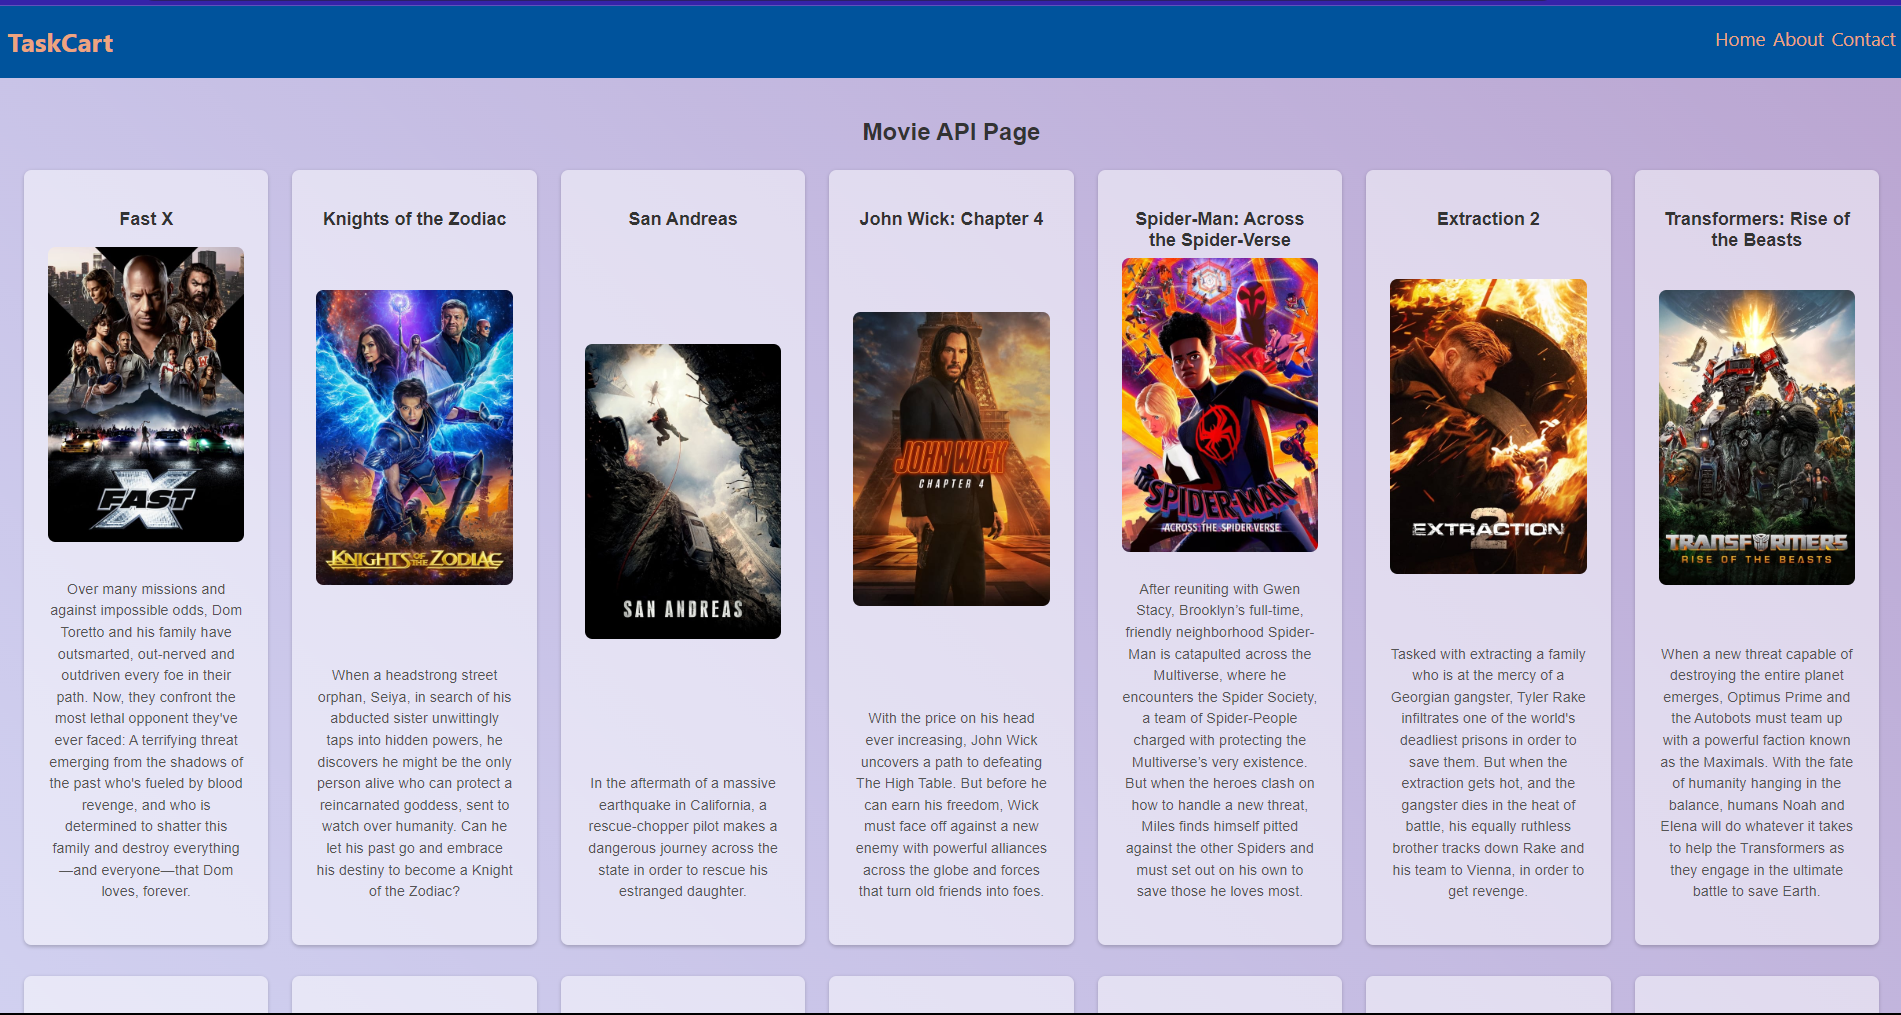 TaskCart
Home About Contact
Movie API Page
Fast X
FAST X
Over many missions and
against impossible odds, Dom
Toretto and his family have
outsmarted, out-nerved and
outdriven every foe in their
path. Now, they confront the
most lethal opponent they've
ever faced: A terrifying threat
emerging from the shadows of
the past who's fueled by blood
revenge, and who is
determined to shatter this
family and destroy everything
—and everyone—that Dom
loves, forever.
Knights of the Zodiac
KNIGHTS OF THE ZODIAC
When a headstrong street
orphan, Seiya, in search of his
abducted sister unwittingly
taps into hidden powers, he
discovers he might be the only
person alive who can protect a
reincarnated goddess, sent to
watch over humanity. Can he
let his past go and embrace
his destiny to become a Knight
of the Zodiac?
San Andreas
SAN ANDREAS
In the aftermath of a massive
earthquake in California, a
rescue-chopper pilot makes a
dangerous journey across the
state in order to rescue his
estranged daughter.
John Wick: Chapter 4
JOHN WICK
CHAPTER 4
With the price on his head
ever increasing, John Wick
uncovers a path to defeating
The High Table. But before he
can earn his freedom, Wick
must face off against a new
enemy with powerful alliances
across the globe and forces
that turn old friends into foes.
Spider-Man: Across
the Spider-Verse
SPIDER-MAN
ACROSS THE SPIDER-VERSE
After reuniting with Gwen
Stacy, Brooklyn’s full-time,
friendly neighborhood Spider-
Man is catapulted across the
Multiverse, where he
encounters the Spider Society,
a team of Spider-People
charged with protecting the
Multiverse’s very existence.
But when the heroes clash on
how to handle a new threat,
Miles finds himself pitted
against the other Spiders and
must set out on his own to
save those he loves most.
Extraction 2
EXTRACTION
2
Tasked with extracting a family
who is at the mercy of a
Georgian gangster, Tyler Rake
infiltrates one of the world's
deadliest prisons in order to
save them. But when the
extraction gets hot, and the
gangster dies in the heat of
battle, his equally ruthless
brother tracks down Rake and
his team to Vienna, in order to
get revenge.
Transformers: Rise of
the Beasts
TRANSFORMERS
RISE OF THE BEASTS
When a new threat capable of
destroying the entire planet
emerges, Optimus Prime and
the Autobots must team up
with a powerful faction known
as the Maximals. With the fate
of humanity hanging in the
balance, humans Noah and
Elena will do whatever it takes
to help the Transformers as
they engage in the ultimate
battle to save Earth.